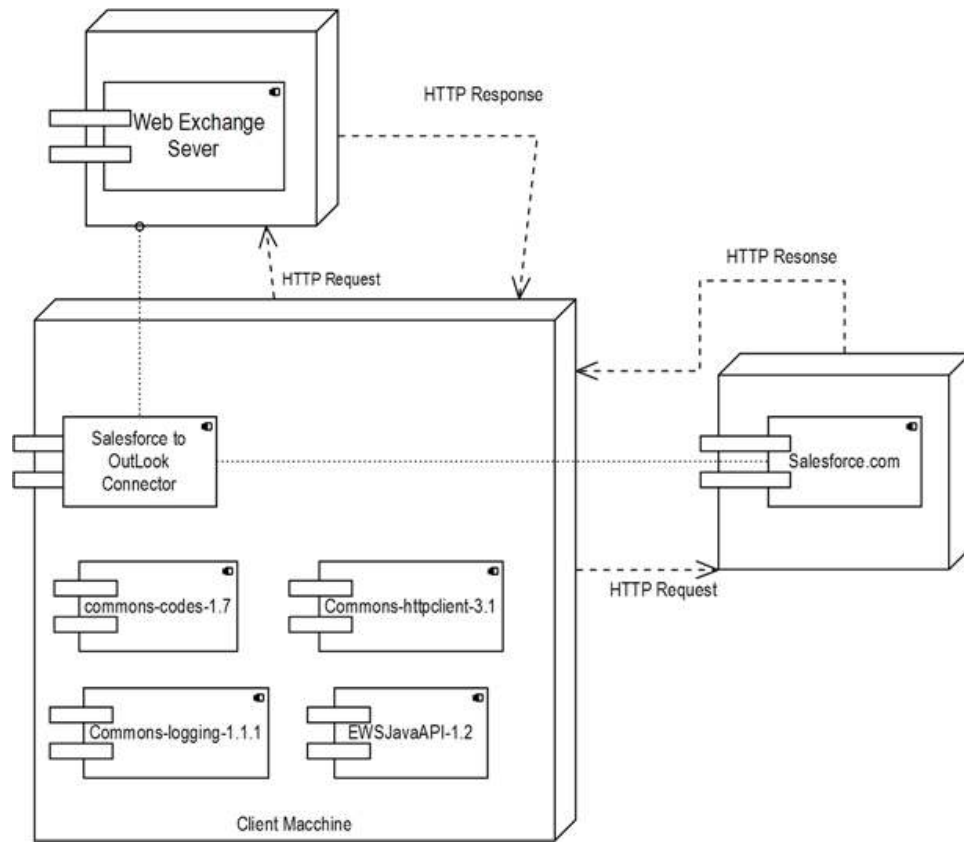 Web Exchange
Sever
HTTP Response
HTTP Request
HTTP Resonse
Salesforce to
OutLook
Connector
Salesforce.com
HTTP Request
commons-codes-1.7
Commons-httpclient-3.1
Commons-logging-1.1.1
EWSJavaAPI-1.2
Client Macchine